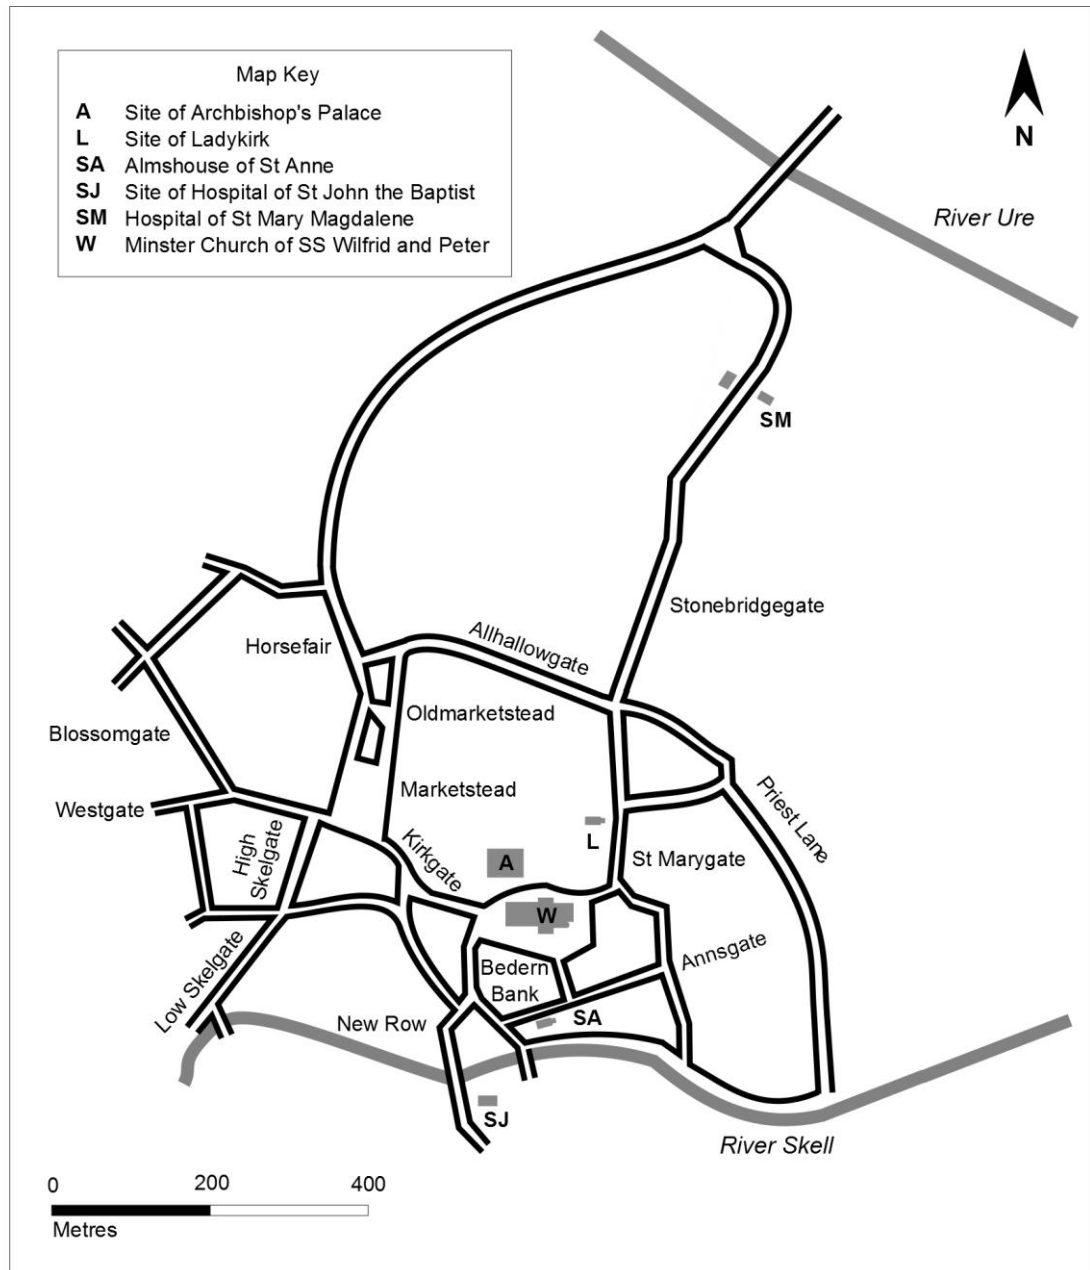 Map Key
A Site of Archbishop's Palace
L Site of Ladykirk
SA Almshouse of St Anne
SJ Site of Hospital of St John the Baptist
SM Hospital of St Mary Magdalene
W Minster Church of SS Wilfrid and Peter
N
River Ure
SM
Stonebridgegate
Allhallowgate
Horsefair
Oldmarketstead
Blossomgate
Marketstead
Westgate
Priest Lane
High
Skelgate
Kirkgate
L
A
St Marygate
W
Annsgate
Bedern
Bank
Low Skelgate
New Row
SA
SJ
River Skell
0 200 400
Metres